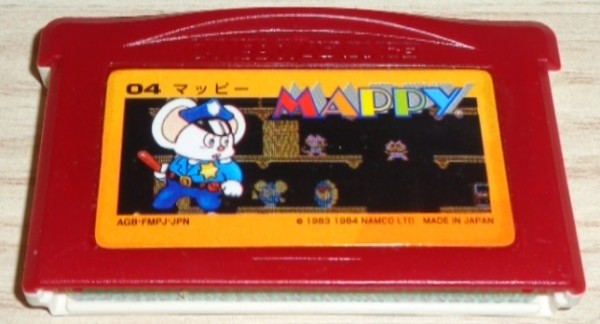 04 マッピー
MAPPY
AGB-FMPJ-JPN
© 1983 1984 NAMCO LTD. MADE IN JAPAN